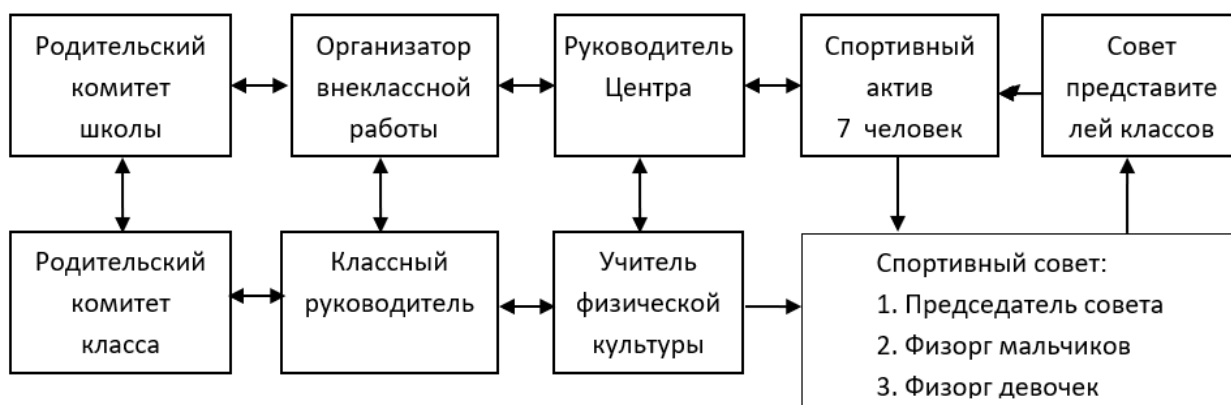 Родительский
комитет
школы
Организатор
внеклассной
работы
Руководитель
Центра
Спортивный
актив
7 человек
Совет
представите
лей классов
Родительский
комитет
класса
Классный
руководитель
Учитель
физической
культуры
Спортивный совет:
1. Председатель совета
2. Физорг мальчиков
3. Физорг девочек